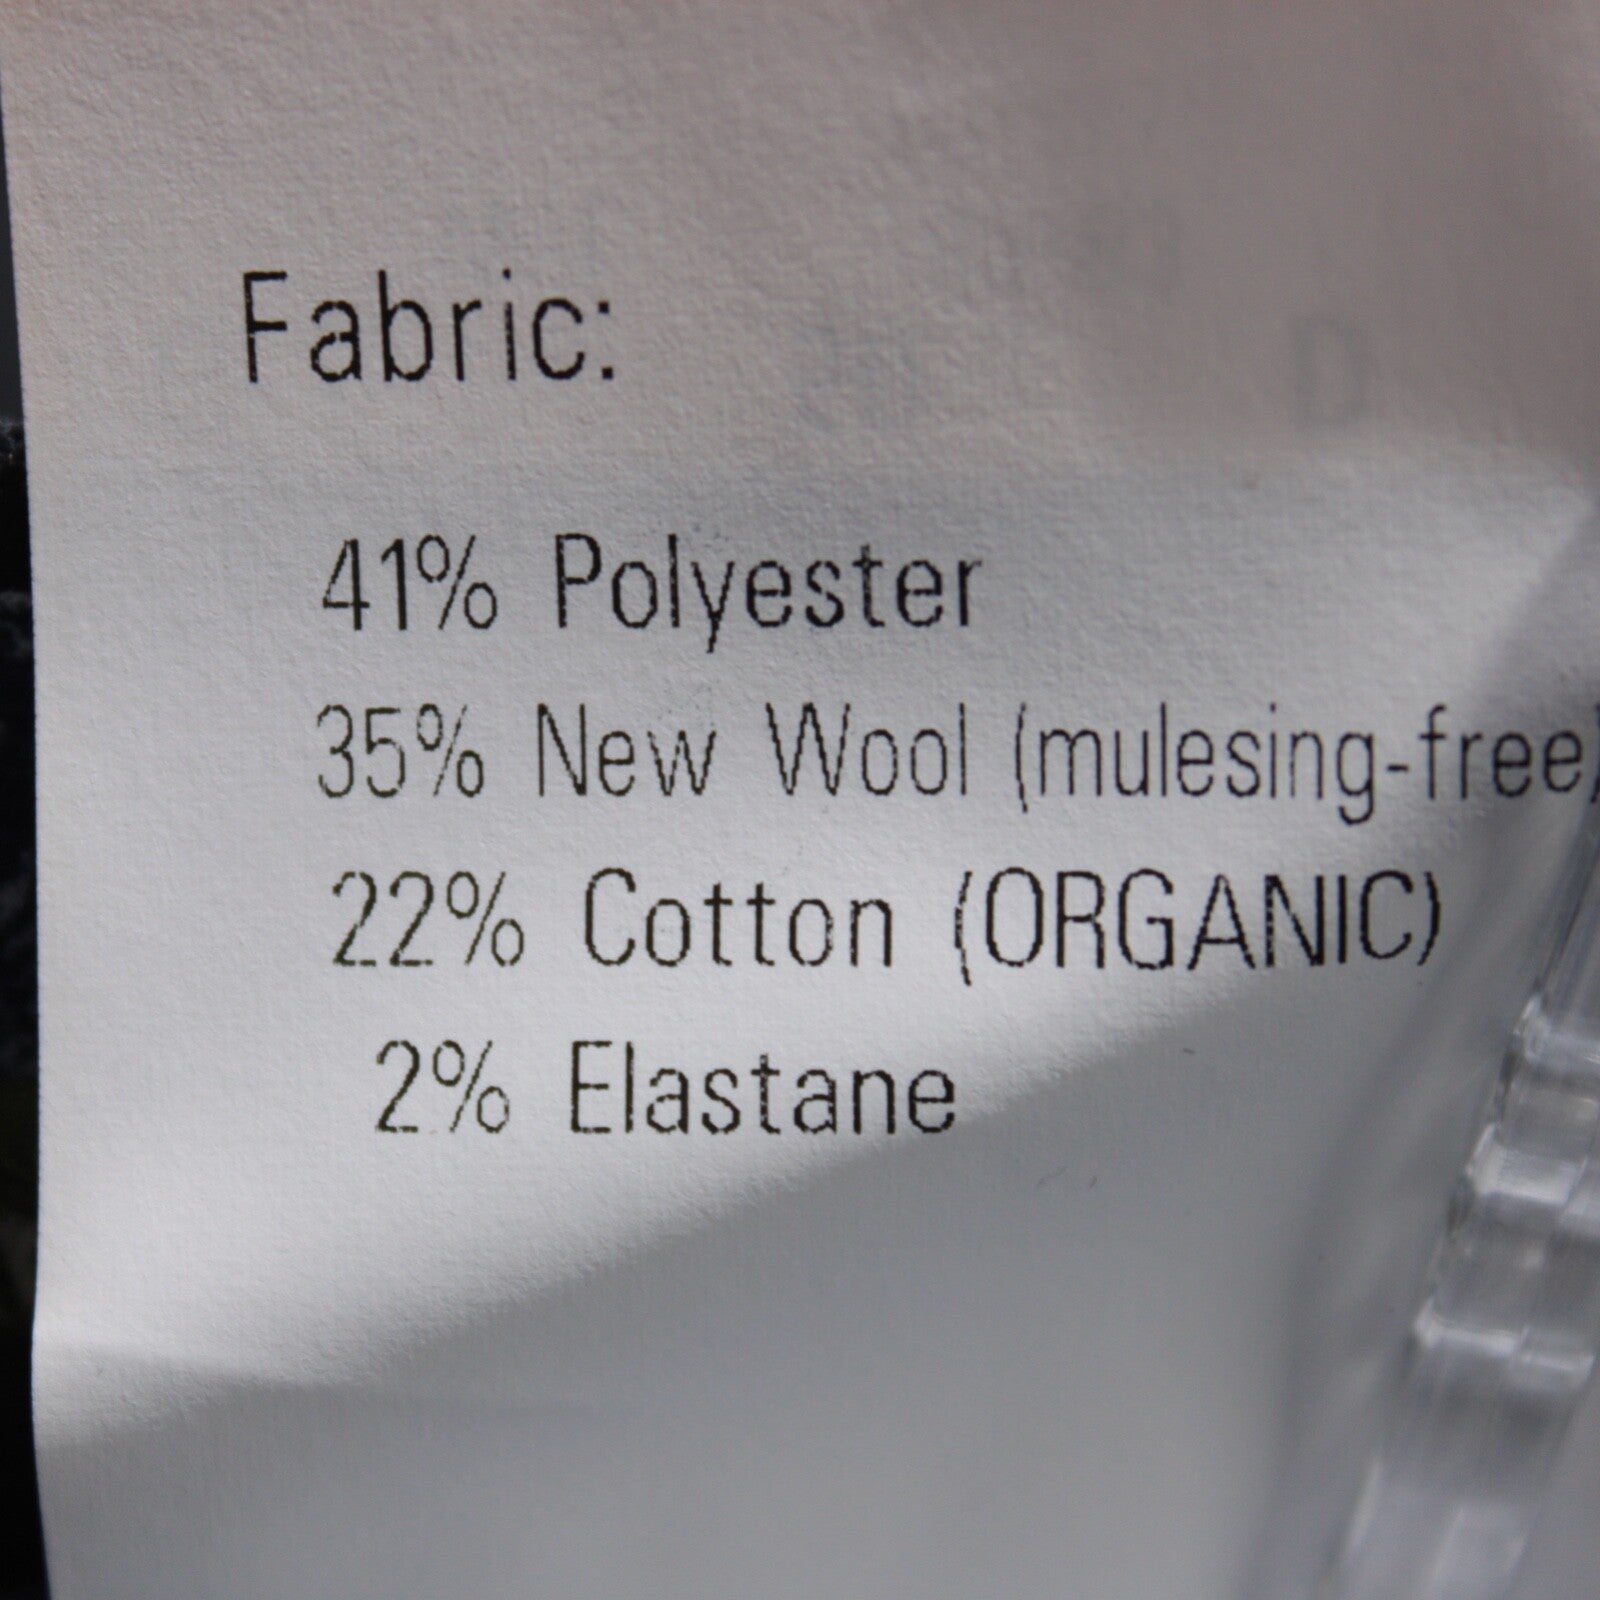 Fabric:
41% Polyester
35% New Wool (mulesing-free)
22% Cotton (ORGANIC)
2% Elastane